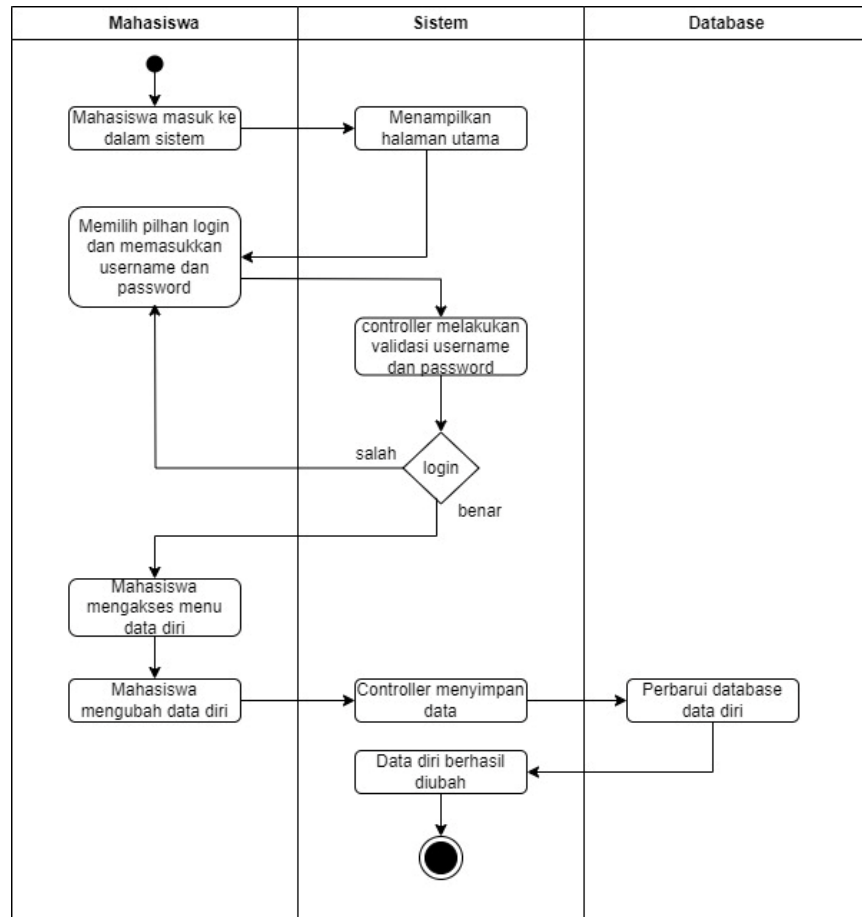 Mahasiswa
Sistem
Database
Mahasiswa masuk ke
dalam sistem
Menampilkan
halaman utama
Memilih pilhan login
dan memasukkan
username dan
password
controller melakukan
validasi username
dan password
salah
login
benar
Mahasiswa
mengakses menu
data diri
Mahasiswa
mengubah data diri
Controller menyimpan
data
Perbarui database
data diri
Data diri berhasil
diubah